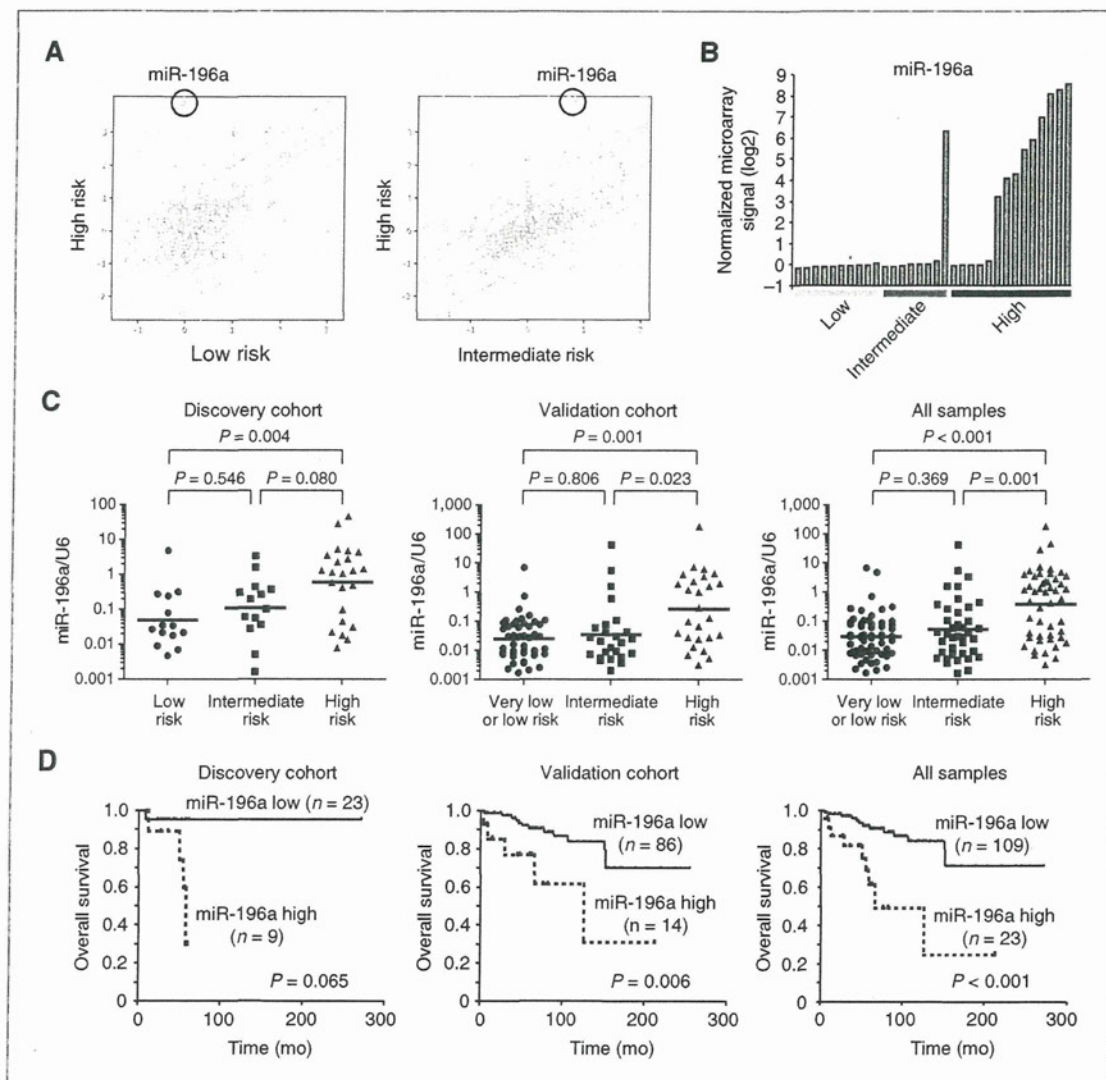 A
miR-196a
miR-196a
High risk
High risk
-1 0 1 2
-1 0 1 2
Low risk
Intermediate risk
B
miR-196a
Normalized microarray
signal (log2)
9
8
7
6
5
4
3
2
1
0
−1
Low
Intermediate
High
C
Discovery cohort
P = 0.004
P = 0.546
P = 0.080
miR-196a/U6
100
10
1
0.1
0.01
0.001
Low
risk
Intermediate
risk
High
risk
Validation cohort
P = 0.001
P = 0.806
P = 0.023
miR-196a/U6
1,000
100
10
1
0.1
0.01
0.001
Very low
or low risk
Intermediate
risk
High
risk
All samples
P < 0.001
P = 0.369
P = 0.001
miR-196a/U6
1,000
100
10
1
0.1
0.01
0.001
Very low
or low risk
Intermediate
risk
High
risk
D
Discovery cohort
miR-196a low (n = 23)
miR-196a high
(n = 9)
P = 0.065
Overall survival
1.0
0.8
0.6
0.4
0.2
0
0 100 200 300
Time (mo)
Validation cohort
miR-196a low
(n = 86)
miR-196a high
(n = 14)
P = 0.006
Overall survival
1.0
0.8
0.6
0.4
0.2
0
0 100 200 300
Time (mo)
All samples
miR-196a low
(n = 109)
miR-196a high
(n = 23)
P < 0.001
Overall survival
1.0
0.8
0.6
0.4
0.2
0
0 100 200 300
Time (mo)